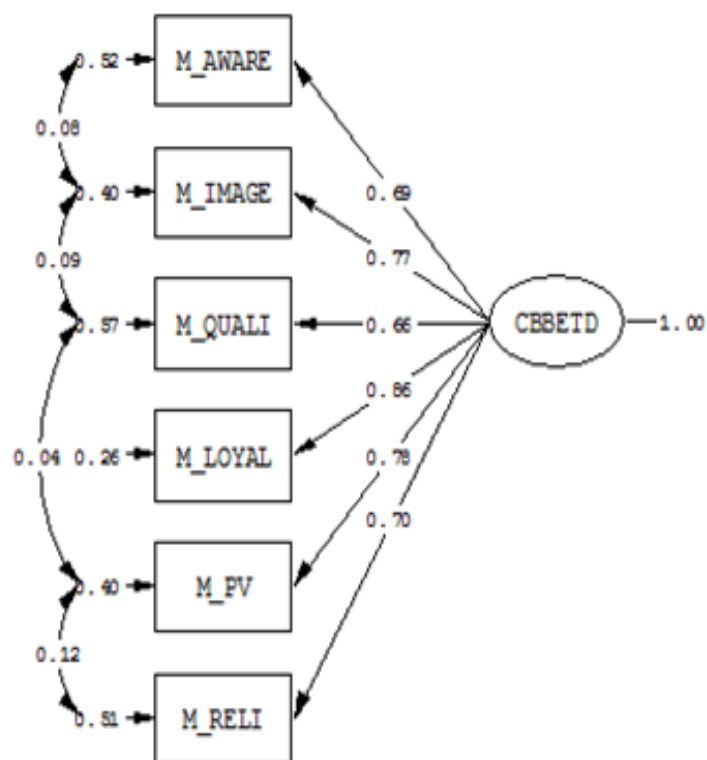 0.52 M_AWARE
0.08
0.40 M_IMAGE 0.69
0.09 0.77
0.57 M_QUALI 0.66 CBBETD 1.00
0.86
0.04 0.26 M_LOYAL 0.78
0.70
0.40 M_PV
0.12
0.51 M_RELI